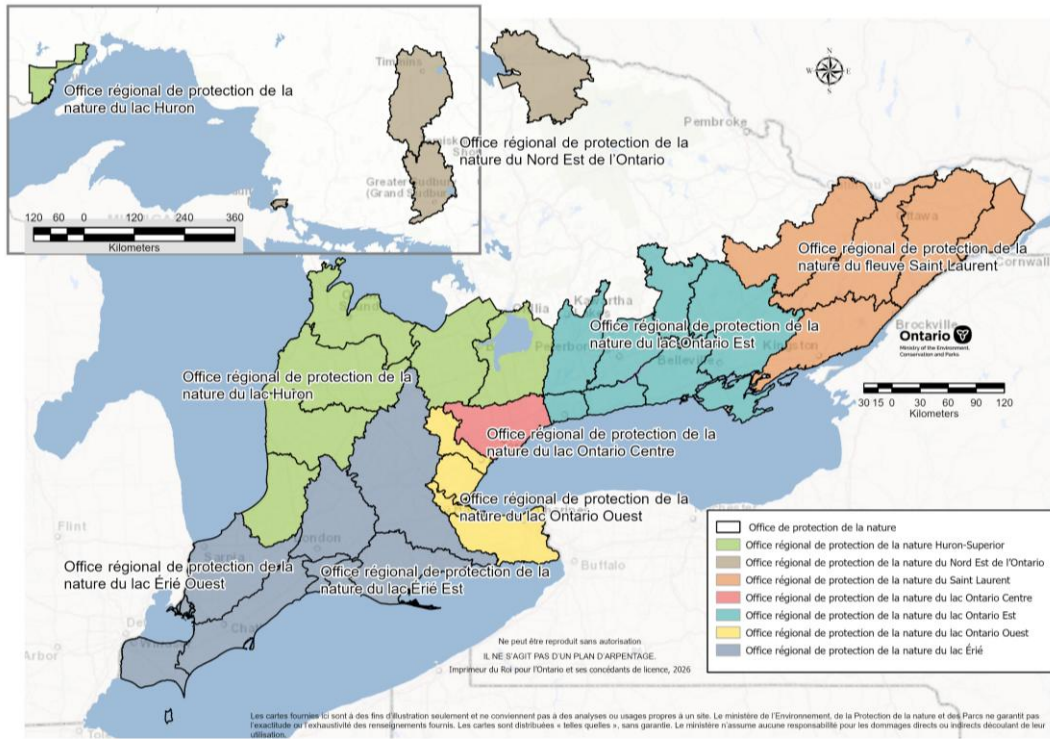 Timmins
Office régional de protection de la
nature du lac Huron
Office régional de protection de la
nature du Nord Est de l'Ontario
Greater Sudbury
(Grand Sudbury)
120 60 0 120 240 360
Kilometers
W E
N
S
Pembroke
Ottawa
Office régional de protection de la
nature du fleuve Saint Laurent
Cornwall
Brockville
Kingston
Office régional de protection de la
nature du lac Ontario Est
Belleville
Ontario
Ministry of the Environment,
Conservation and Parks
30 15 0 30 60 90 120
Kilometers
Office régional de protection de la
nature du lac Huron
Office régional de protection de la
nature du lac Ontario Centre
Office régional de protection de la
nature du lac Ontario Ouest
Flint
Sarnia
London
Buffalo
Office régional de protection de la
nature du lac Érié Ouest
Office régional de protection de la
nature du lac Érié Est
Arbor
Office de protection de la nature
Office régional de protection de la nature Huron-Superior
Office régional de protection de la nature du Nord Est de l'Ontario
Office régional de protection de la nature du Saint Laurent
Office régional de protection de la nature du lac Ontario Centre
Office régional de protection de la nature du lac Ontario Est
Office régional de protection de la nature du lac Ontario Ouest
Office régional de protection de la nature du lac Érié
Ne peut être reproduit sans autorisation
IL NE S'AGIT PAS D'UN PLAN D'ARPENTAGE.
Imprimeur du Roi pour l'Ontario et ses concédants de licence, 2026
Les cartes fournies ici sont à des fins d'illustration seulement et ne conviennent pas à des analyses ou usages propres à un site. Le ministère de l'Environnement, de la Protection de la nature et des Parcs ne garantit pas
l'exactitude ou l'exhaustivité des renseignements fournis. Les cartes sont distribuées « telles quelles », sans garantie. Le ministère n'assume aucune responsabilité pour les dommages directs ou indirects découlant de leur
utilisation.